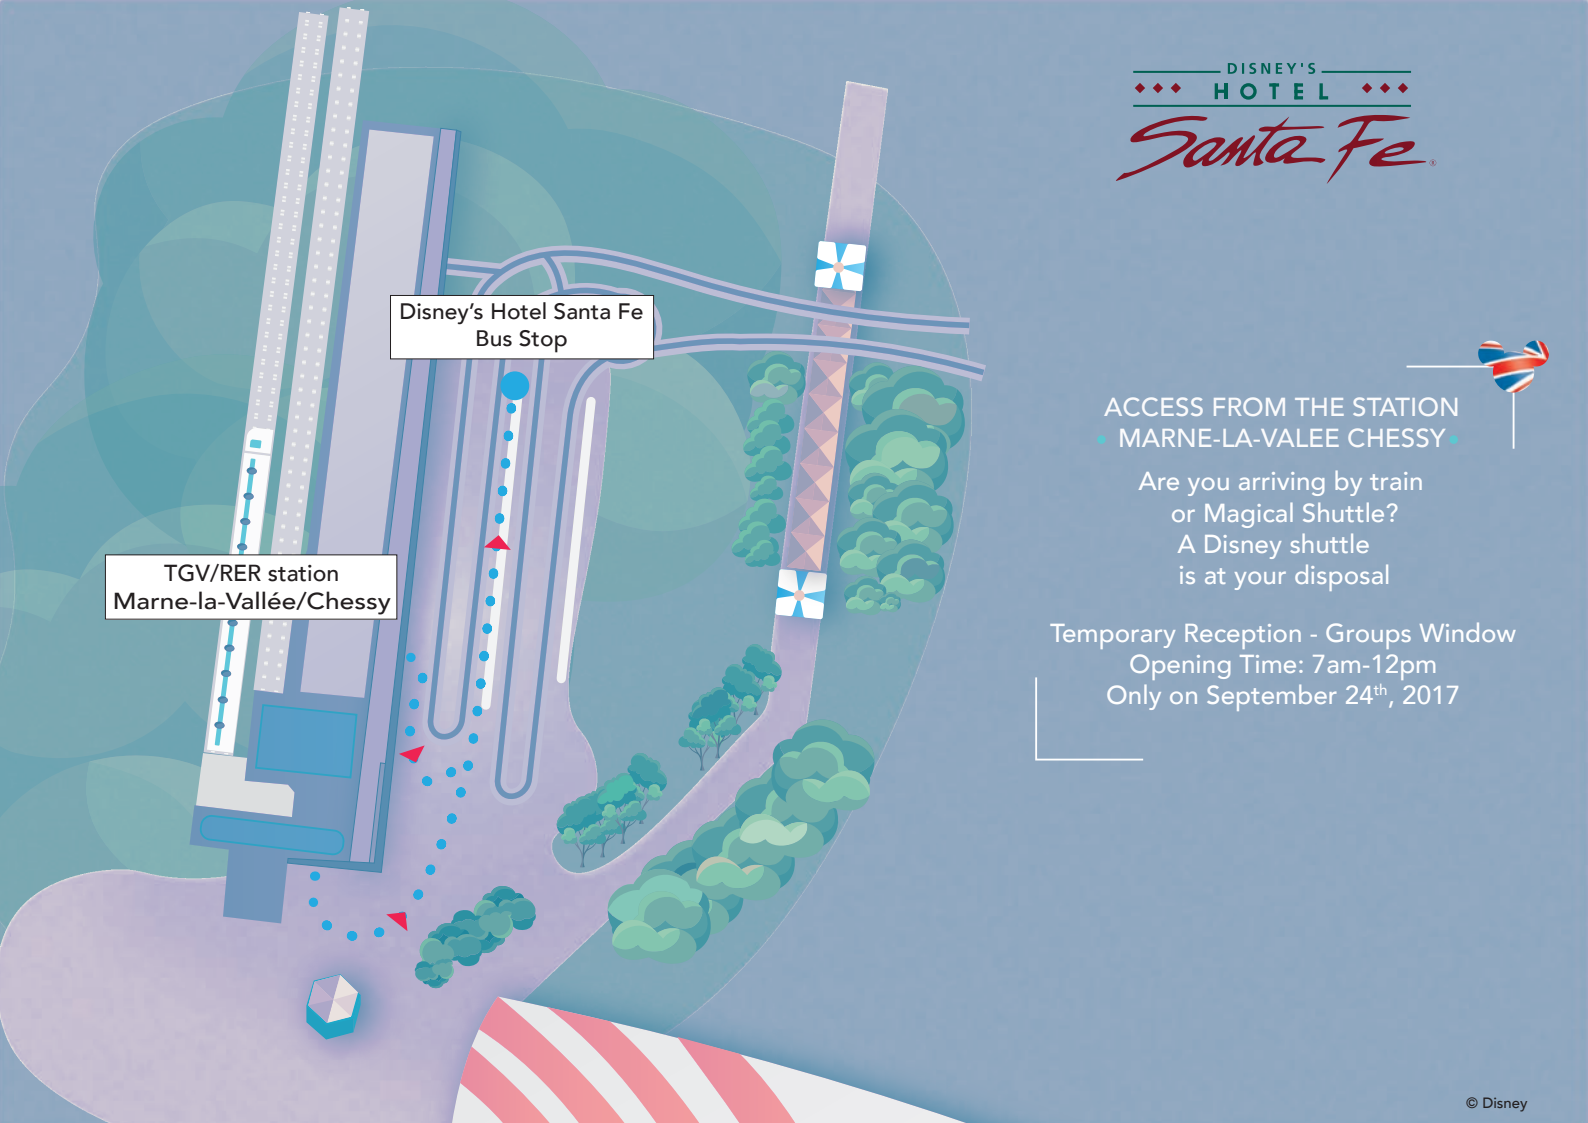 DISNEY'S
HOTEL
Santa Fe®
Disney's Hotel Santa Fe
Bus Stop
TGV/RER station
Marne-la-Vallée/Chessy
ACCESS FROM THE STATION
• MARNE-LA-VALEE CHESSY •
Are you arriving by train
or Magical Shuttle?
A Disney shuttle
is at your disposal
Temporary Reception - Groups Window
Opening Time: 7am-12pm
Only on September 24th, 2017
© Disney